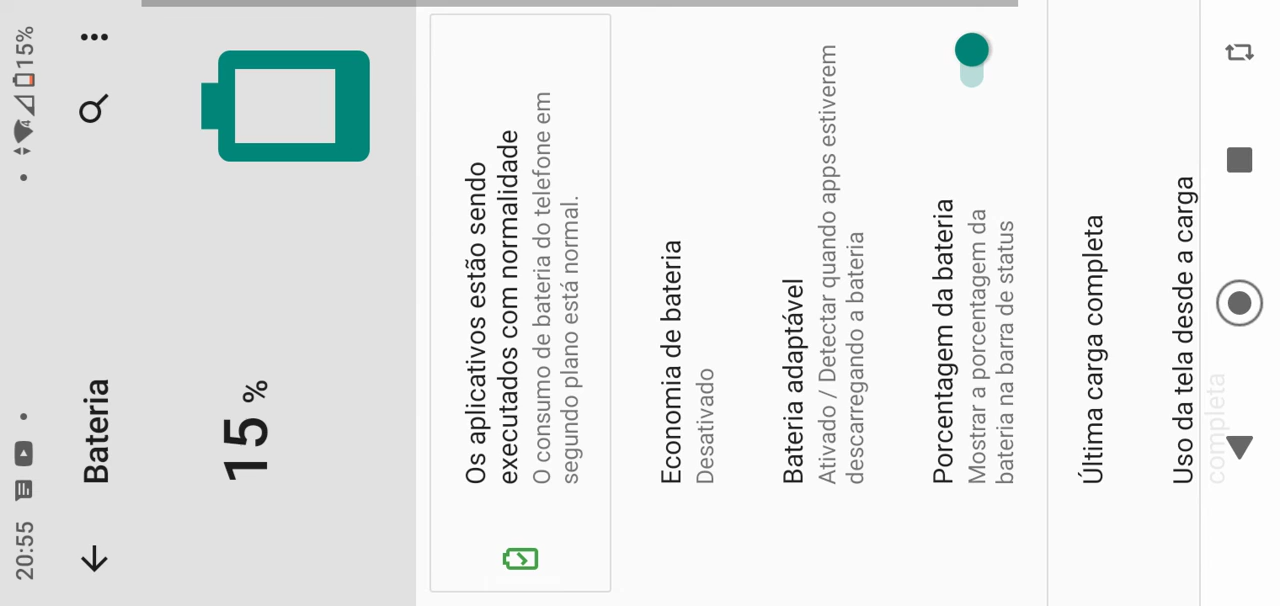 20:55
4
15%
Bateria
15 %
Os aplicativos estão sendo
executados com normalidade
O consumo de bateria do telefone em
segundo plano está normal.
Economia de bateria
Desativado
Bateria adaptável
Ativado / Detectar quando apps estiverem
descarregando a bateria
Porcentagem da bateria
Mostrar a porcentagem da
bateria na barra de status
Última carga completa
Uso da tela desde a carga
completa